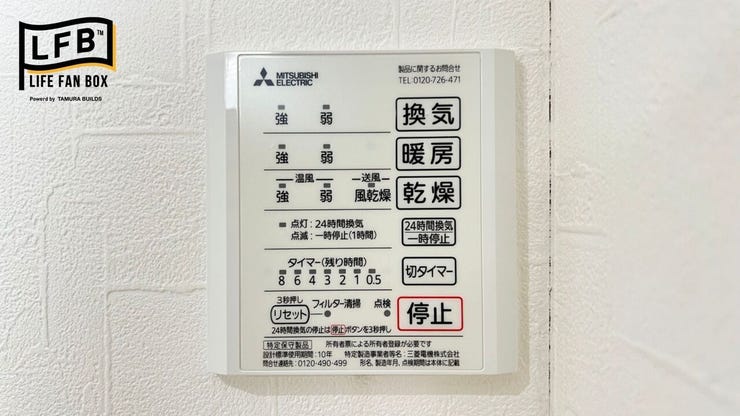 LFB™
LIFE FAN BOX
Powerd by TAMURA BUILDS
MITSUBISHI
ELECTRIC
製品に関するお問合せ
TEL:0120-726-471
強 弱 換気
強 弱 暖房
温風 送風
強 弱 風乾燥 乾燥
点灯:24時間換気
点滅:一時停止(1時間)
24時間換気
一時停止
タイマー(残り時間)
8 6 4 3 2 1 0.5
切タイマー
3秒押し
リセット フィルター清掃 点検
停止
24時間換気の停止は停止ボタンを3秒押し
特定保守製品 所有者票による所有者登録が必要です
設計標準使用期間:10年 特定製造事業者等名:三菱電機株式会社
問合せ連絡先:0120-490-499 形名、製造年月、点検期間は本体に記載